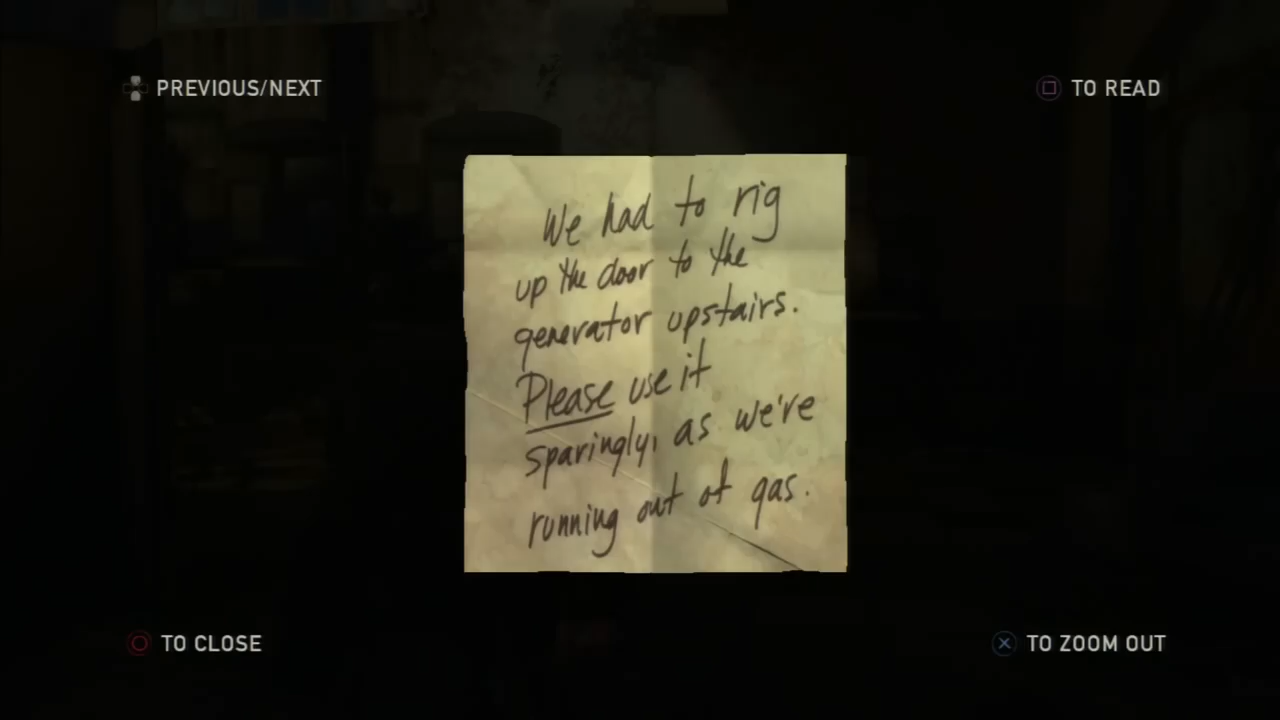 PREVIOUS/NEXT
TO READ
We had to rig
up the door to the
generator upstairs.
Please use it
sparingly, as we're
running out of gas.
TO CLOSE
TO ZOOM OUT